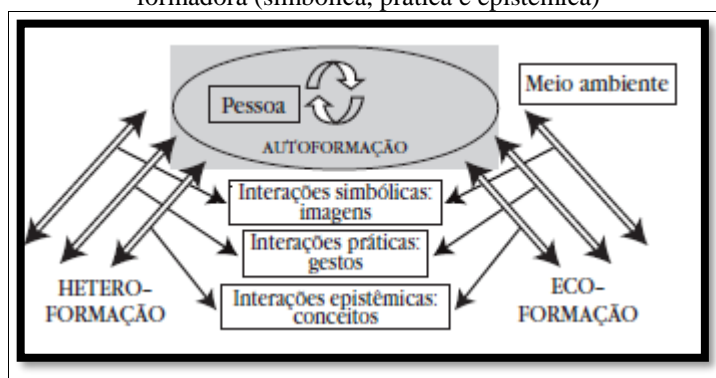 formadora (simbólica, prática e epistêmica)
Pessoa
AUTOFORMAÇÃO
Meio ambiente
Interações simbólicas:
imagens
Interações práticas:
gestos
Interações epistêmicas:
conceitos
HETERO-
FORMAÇÃO
ECO-
FORMAÇÃO